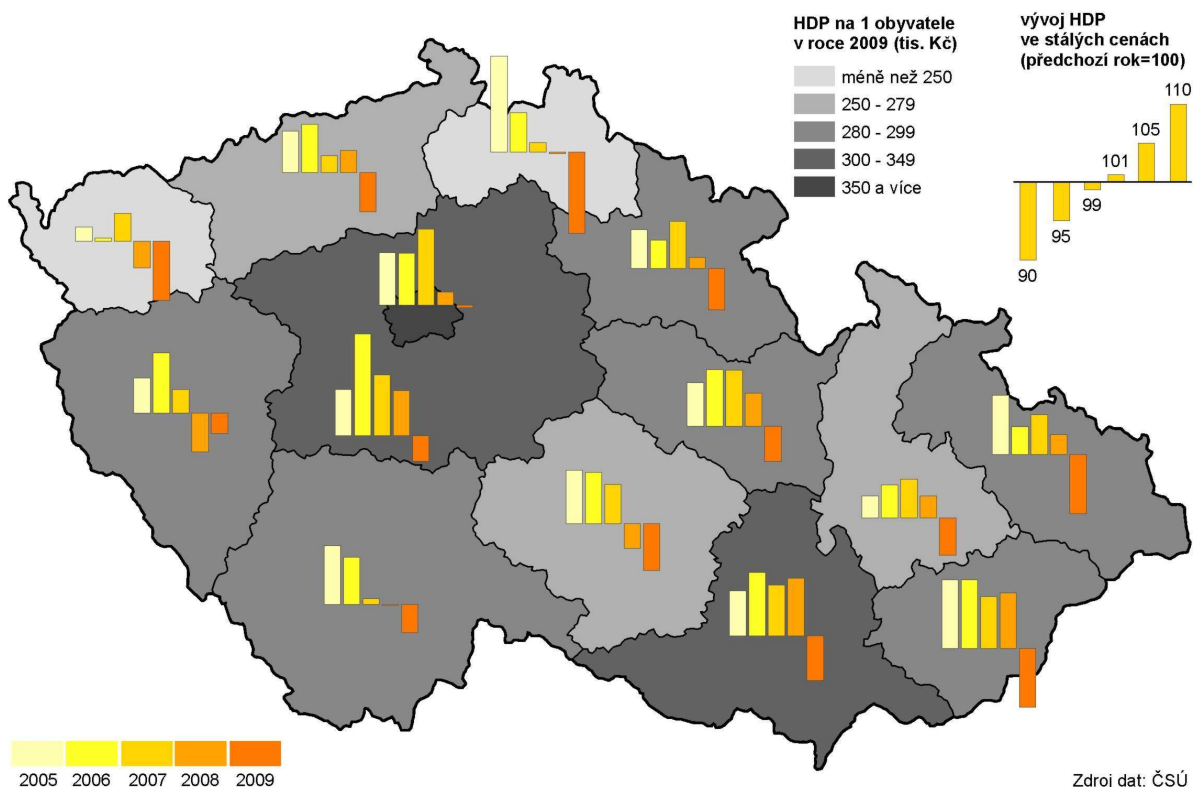 HDP na 1 obyvatele
v roce 2009 (tis. Kč)
méně než 250
250 - 279
280 - 299
300 - 349
350 a více
vývoj HDP
ve stálých cenách
(předchozí rok=100)
110
105
101
99
95
90
2005 2006 2007 2008 2009
Zdroj dat: ČSÚ